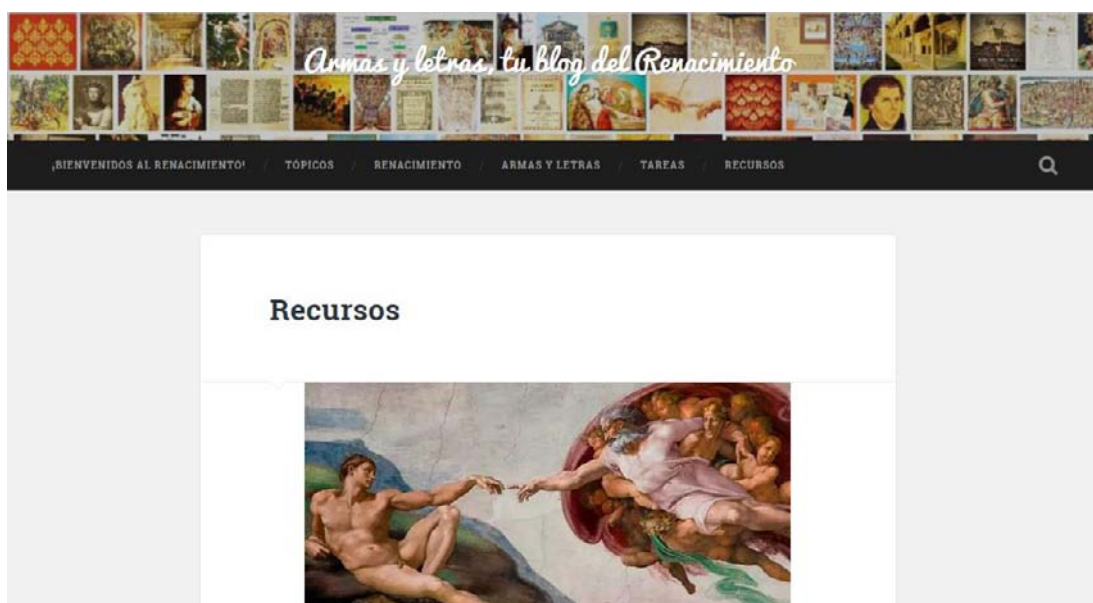 Armas y letras, tu blog del Renacimiento
¡BIENVENIDOS AL RENACIMIENTO! / TÓPICOS / RENACIMIENTO / ARMAS Y LETRAS / TAREAS / RECURSOS
Recursos